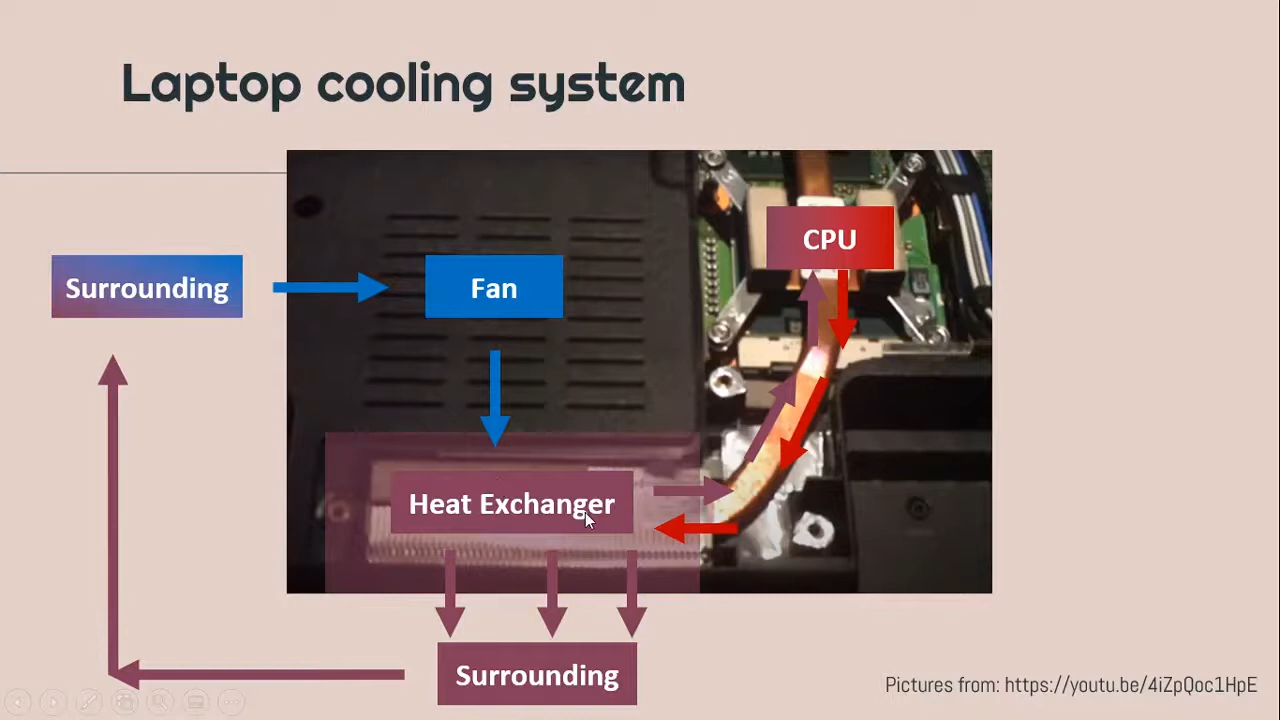 Laptop cooling system
CPU
Surrounding
Fan
Heat Exchanger
Surrounding
Pictures from: https://youtu.be/4iZpQoc1HpE